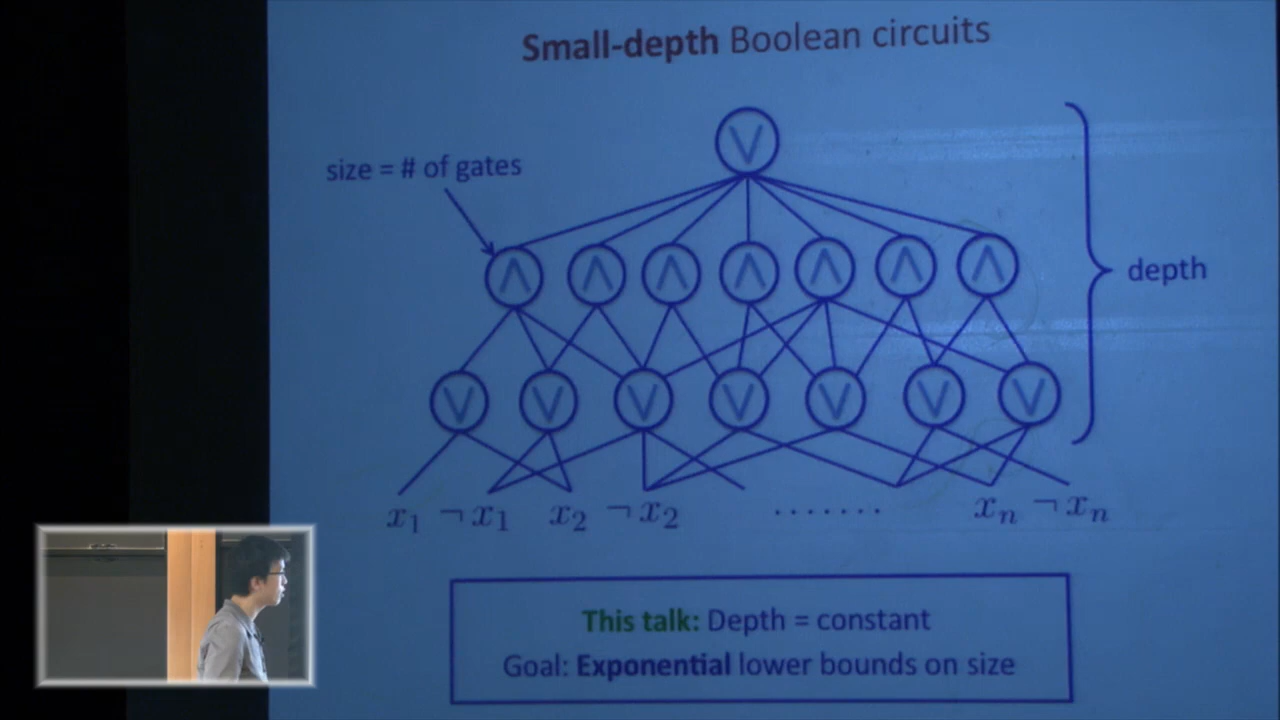 Small-depth Boolean circuits
size = # of gates
∨
∧ ∧ ∧ ∧ ∧ ∧ ∧
depth
∨ ∨ ∨ ∨ ∨ ∨ ∨
x₁ ¬x₁ x₂ ¬x₂ ....... xₙ ¬xₙ
This talk: Depth = constant
Goal: Exponential lower bounds on size